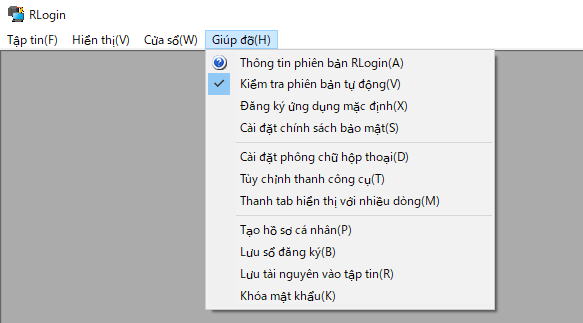 RLogin
Tập tin(F) Hiển thị(V) Cửa sổ(W) Giúp đỡ(H)
Thông tin phiên bản RLogin(A)
Kiểm tra phiên bản tự động(V)
Đăng ký ứng dụng mặc định(X)
Cài đặt chính sách bảo mật(S)
Cài đặt phông chữ hộp thoại(D)
Tùy chỉnh thanh công cụ(T)
Thanh tab hiển thị với nhiều dòng(M)
Tạo hồ sơ cá nhân(P)
Lưu sổ đăng ký(B)
Lưu tài nguyên vào tập tin(R)
Khóa mật khẩu(K)